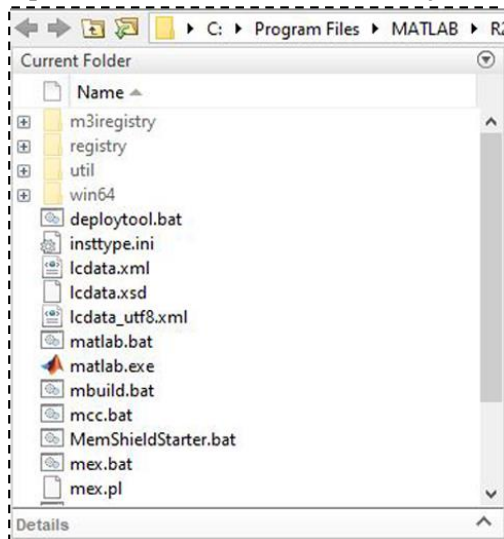 C: Program Files MATLAB
Current Folder
Name
m3iregistry
registry
util
win64
deploytool.bat
insttype.ini
lcdata.xml
lcdata.xsd
lcdata_utf8.xml
matlab.bat
matlab.exe
mbuild.bat
mcc.bat
MemShieldStarter.bat
mex.bat
mex.pl
Details